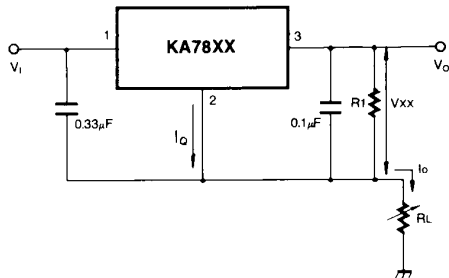 1
KA78XX
3
VI
VO
2
0.33μF
IQ
0.1μF
R1
VXX
IO
RL